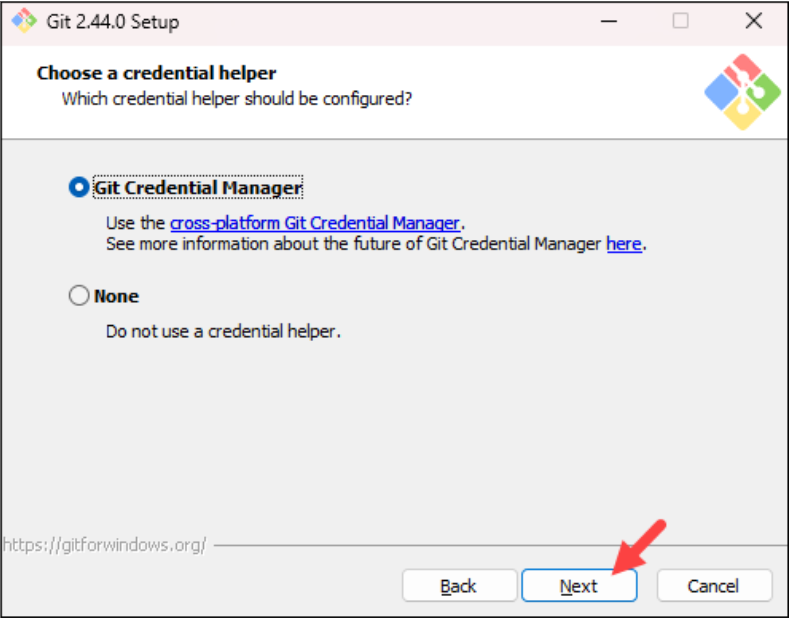 Git 2.44.0 Setup
Choose a credential helper
Which credential helper should be configured?
Git Credential Manager
Use the cross-platform Git Credential Manager.
See more information about the future of Git Credential Manager here.
None
Do not use a credential helper.
https://gitforwindows.org/
Back Next Cancel